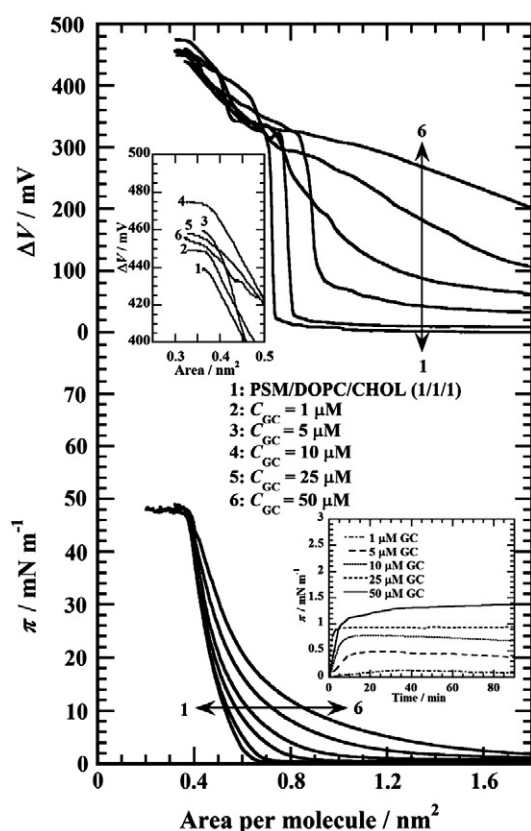 500
400
300
200
100
0
ΔV / mV
500
480
460
440
420
400
ΔV / mV
4
3
5
6
2
1
0.3 0.4 0.5
Area / nm²
6
1
1: PSM/DOPC/CHOL (1/1/1)
2: C_GC = 1 μM
3: C_GC = 5 μM
4: C_GC = 10 μM
5: C_GC = 25 μM
6: C_GC = 50 μM
70
60
50
40
30
20
10
0
π / mN m⁻¹
3
2.5
2
1.5
1
0.5
0
π / mN m⁻¹
1 μM GC
5 μM GC
10 μM GC
25 μM GC
50 μM GC
0 20 40 60 80
Time / min
1 6
0 0.4 0.8 1.2 1.6
Area per molecule / nm²